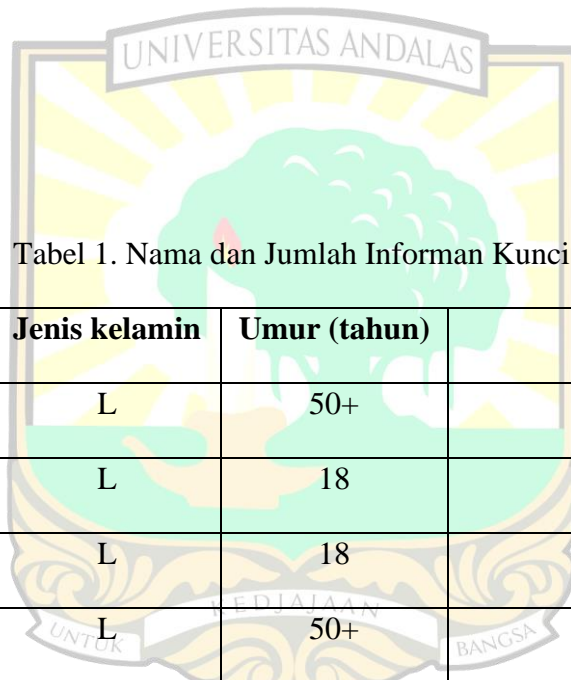 UNIVERSITAS ANDALAS
Tabel 1. Nama dan Jumlah Informan Kunci
Jenis kelamin Umur (tahun)
L 50+
L 18
L 18
KEDJAJAAN
L 50+
UNTUK BANGSA